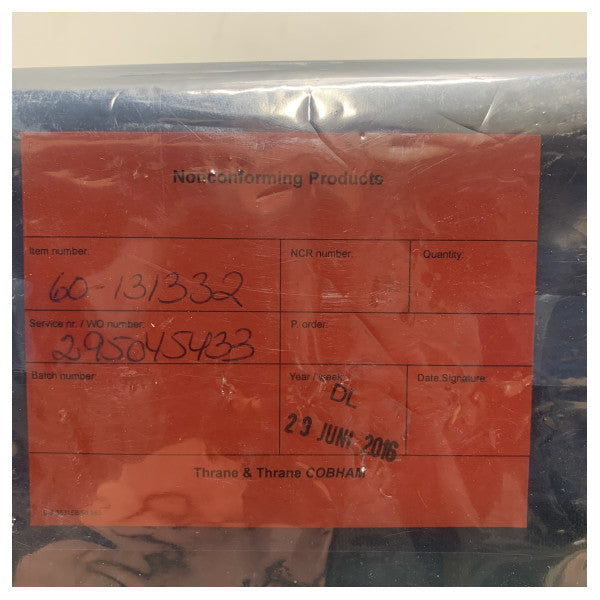 Nonconforming Products
Item number:
60-131332
NCR number:
Quantity:
Service nr. / WO number:
295045433
P. order:
Batch number:
Year / week:
DL
23 JUNI 2016
Date Signature:
Thrane & Thrane COBHAM